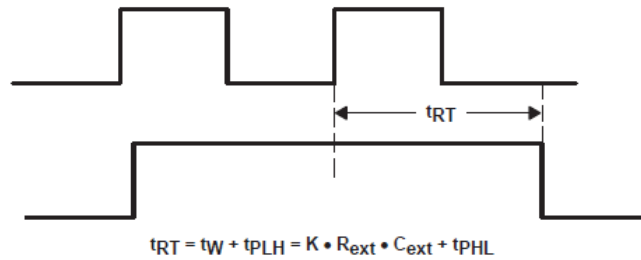 tRT
tRT = tW + tPLH = K • Rext • Cext + tPHL